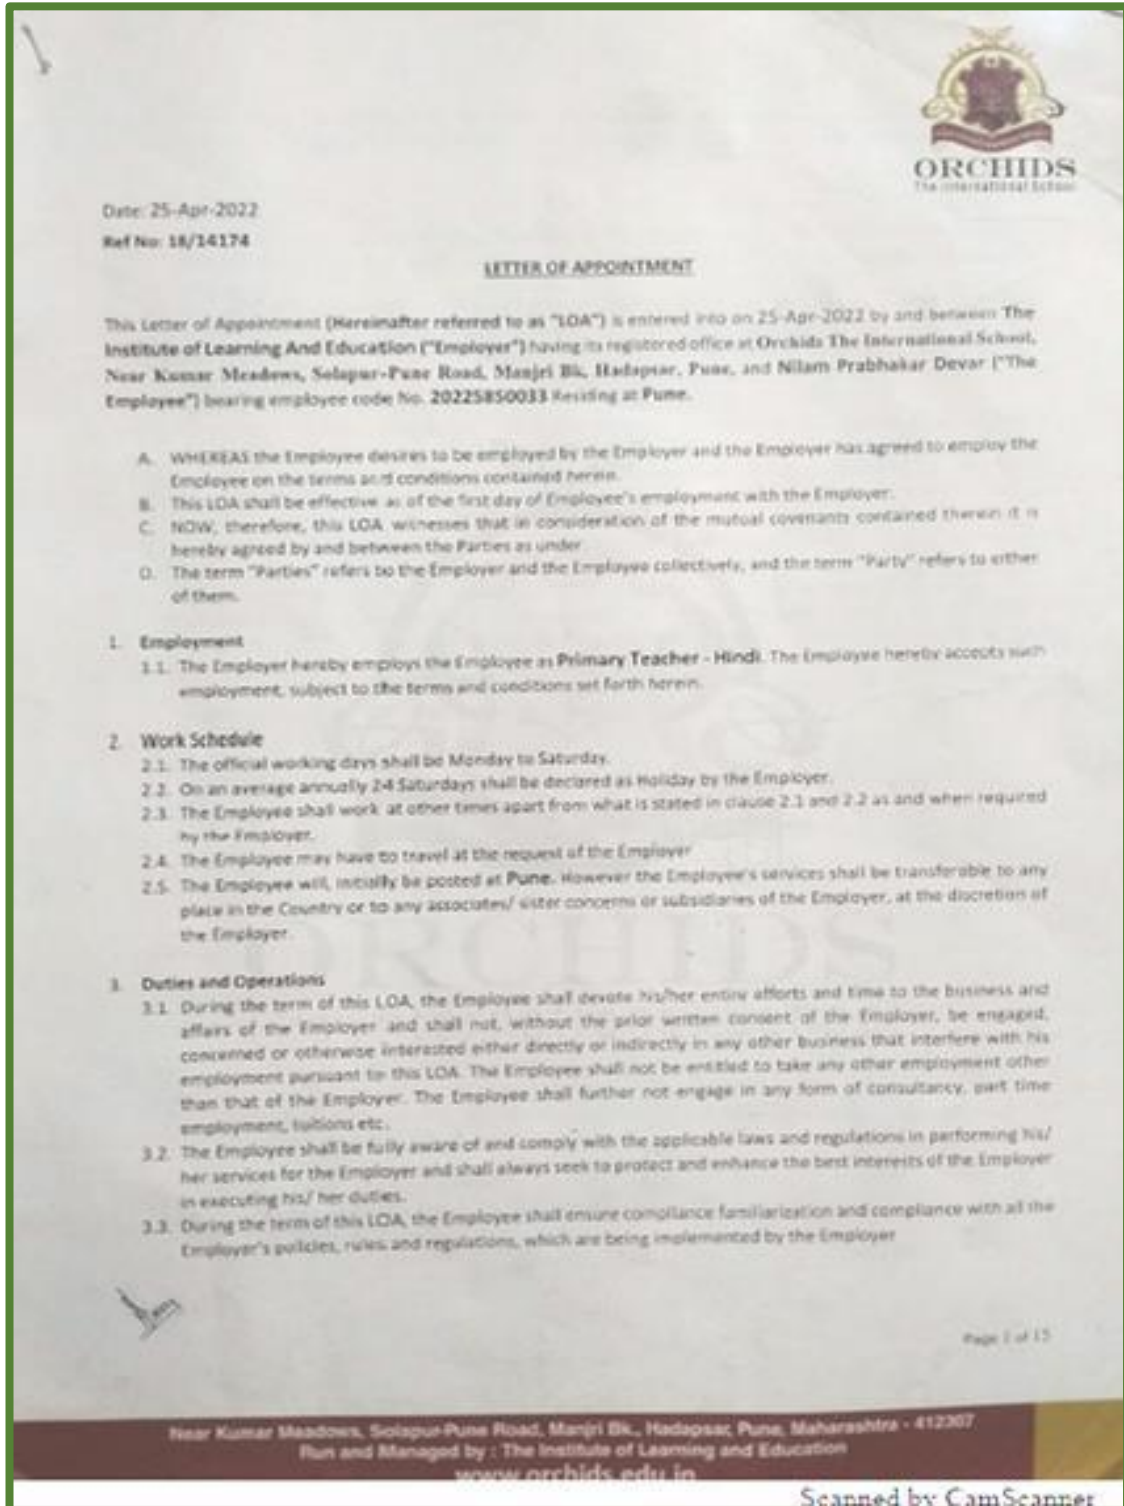 ORCHIDS
The International School
Date: 25-Apr-2022
Ref No: 18/14174
LETTER OF APPOINTMENT
This Letter of Appointment (Hereinafter referred to as "LOA") is entered into on 25-Apr-2022 by and between The
Institute of Learning And Education ("Employer") having its registered office at Orchids The International School,
Near Kumar Meadows, Solapur-Pune Road, Manjri Bk, Hadapsar, Pune, and Nilam Prabhakar Devar ("The
Employee") bearing employee code No. 20225850033 Residing at Pune.
A. WHEREAS the Employee desires to be employed by the Employer and the Employer has agreed to employ the
Employee on the terms and conditions contained herein.
B. This LOA shall be effective as of the first day of Employee's employment with the Employer.
C. NOW, therefore, this LOA witnesses that in consideration of the mutual covenants contained therein it is
hereby agreed by and between the Parties as under
D. The term "Parties" refers to the Employer and the Employee collectively, and the term "Party" refers to either
of them.
1. Employment
1.1. The Employer hereby employs the Employee as Primary Teacher - Hindi. The Employee hereby accepts such
employment, subject to the terms and conditions set forth herein.
2. Work Schedule
2.1. The official working days shall be Monday to Saturday.
2.2. On an average annually 24 Saturdays shall be declared as Holiday by the Employer.
2.3. The Employee shall work at other times apart from what is stated in clause 2.1 and 2.2 as and when required
by the Employer.
2.4. The Employee may have to travel at the request of the Employer
2.5. The Employee will, initially be posted at Pune. However the Employee's services shall be transferable to any
place in the Country or to any associates/ sister concerns or subsidiaries of the Employer, at the discretion of
the Employer.
ORCHIDS
3. Duties and Operations
3.1. During the term of this LOA, the Employee shall devote his/her entire efforts and time to the business and
affairs of the Employer and shall not, without the prior written consent of the Employer, be engaged,
concerned or otherwise interested either directly or indirectly in any other business that interfere with his
employment pursuant to this LOA. The Employee shall not be entitled to take any other employment other
than that of the Employer. The Employee shall further not engage in any form of consultancy, part time
employment, tuitions etc.
3.2. The Employee shall be fully aware of and comply with the applicable laws and regulations in performing his/
her services for the Employer and shall always seek to protect and enhance the best interests of the Employer
in executing his/ her duties.
3.3. During the term of this LOA, the Employee shall ensure compliance familiarization and compliance with all the
Employer's policies, rules and regulations, which are being implemented by the Employer
Page 1 of 15
Near Kumar Meadows, Solapur-Pune Road, Manjri Bk., Hadapsar, Pune, Maharashtra - 412307
Run and Managed by : The Institute of Learning and Education
www.orchids.edu.in
Scanned by CamScanner